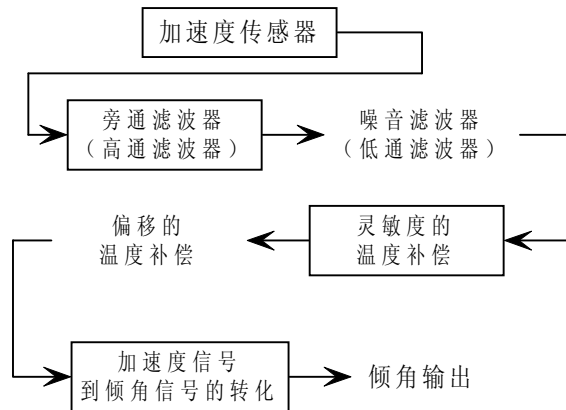 加速度传感器
旁通滤波器
（高通滤波器）
噪音滤波器
（低通滤波器）
灵敏度的
温度补偿
偏移的
温度补偿
加速度信号
到倾角信号的转化
倾角输出